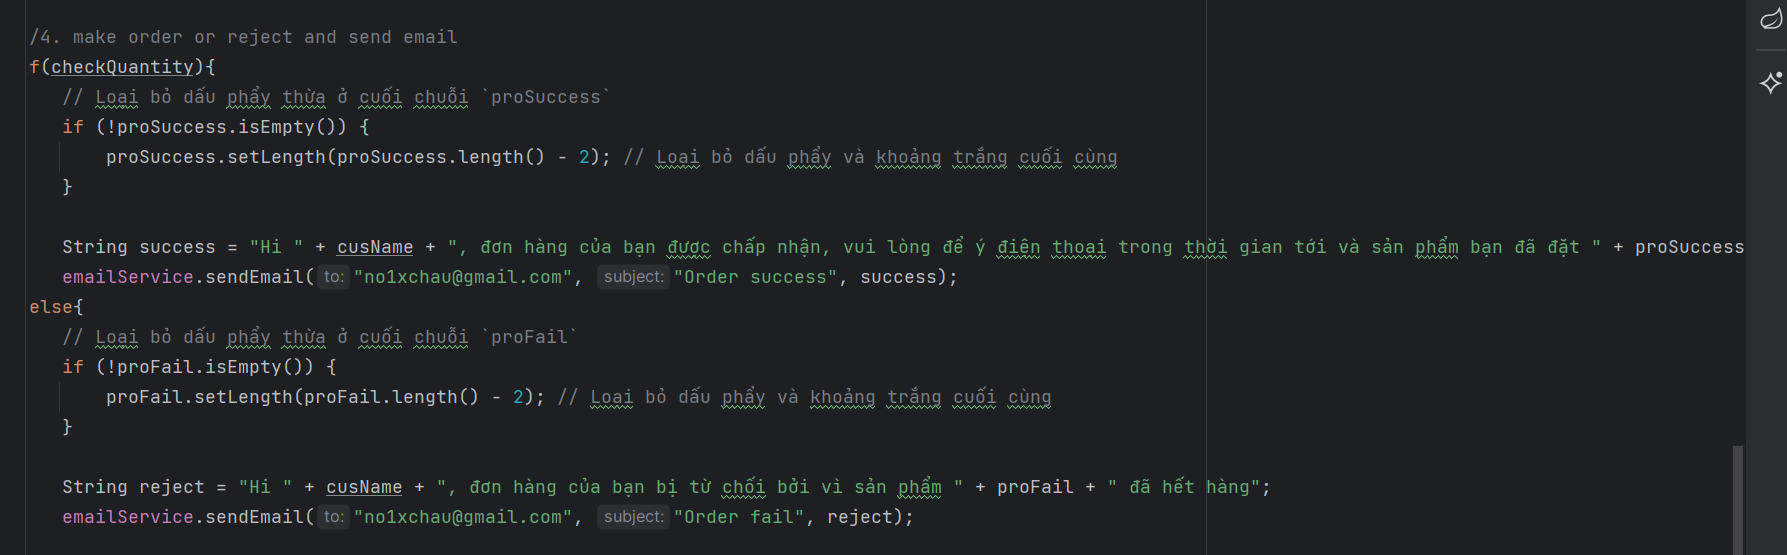 /4. make order or reject and send email
f(checkQuantity){
// Loại bỏ dấu phẩy thừa ở cuối chuỗi `proSuccess`
if (!proSuccess.isEmpty()) {
proSuccess.setLength(proSuccess.length() - 2); // Loại bỏ dấu phẩy và khoảng trắng cuối cùng
}
String success = "Hi " + cusName + ", đơn hàng của bạn được chấp nhận, vui lòng để ý điện thoại trong thời gian tới và sản phẩm bạn đã đặt " + proSuccess
emailService.sendEmail( to: "no1xchau@gmail.com", subject: "Order success", success);
else{
// Loại bỏ dấu phẩy thừa ở cuối chuỗi `proFail`
if (!proFail.isEmpty()) {
proFail.setLength(proFail.length() - 2); // Loại bỏ dấu phẩy và khoảng trắng cuối cùng
}
String reject = "Hi " + cusName + ", đơn hàng của bạn bị từ chối bởi vì sản phẩm " + proFail + " đã hết hàng";
emailService.sendEmail( to: "no1xchau@gmail.com", subject: "Order fail", reject);